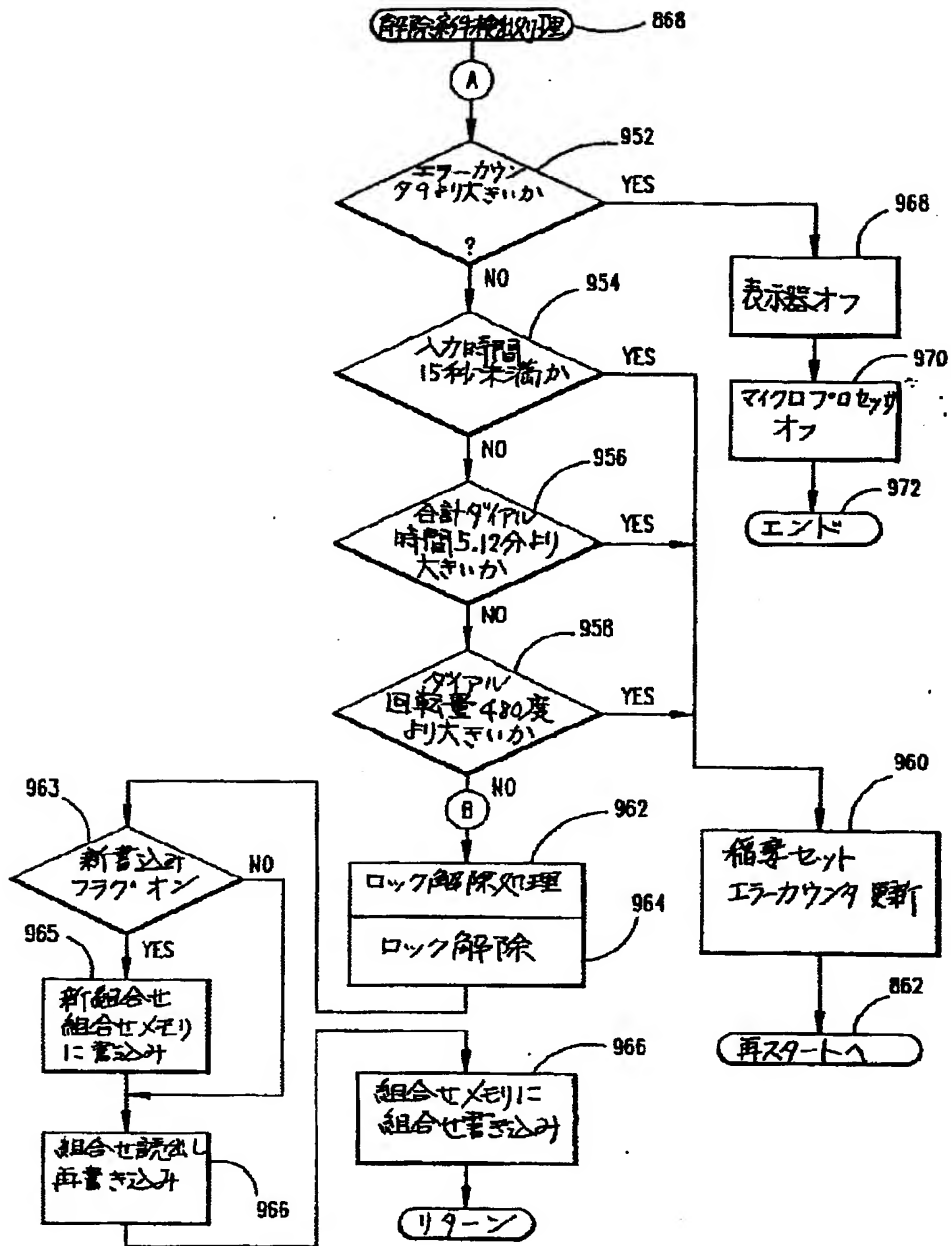 解除条件検出処理
868
A
952
エラーカウン
タ9より大きいか
?
YES
NO
968
表示器オフ
954
入力時間
15秒未満か
YES
NO
970
マイクロプロセッサ
オフ
972
エンド
956
合計ダイアル
時間5.12分より
大きいか
YES
NO
958
ダイアル
回転量480度
より大きいか
YES
NO
B
960
セット
エラーカウンタ 更新
862
再スタートへ
962
ロック解除処理
964
ロック解除
963
新書込み
フラグオン
NO
YES
965
新組合せ
組合せメモリ
に書込み
組合せ読出し
再書き込み
966
966
組合せメモリに
組合せ書き込み
リターン